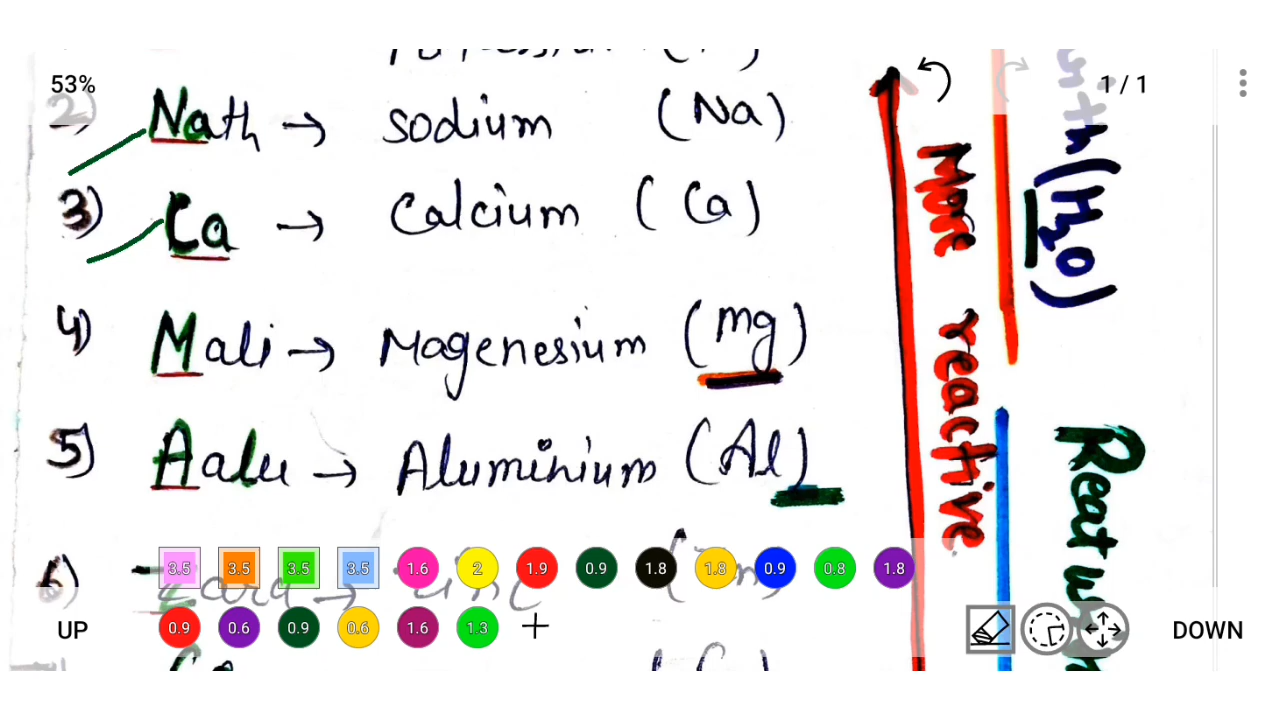 53%
1 / 1
2) Nath → sodium (Na)
3) Ca → Calcium (Ca)
4) Mali → Magenesium (mg)
5) Aalu → Aluminium (Al)
6)
3.5 3.5 3.5 3.5 1.6 2 1.9 0.9 1.8 1.8 0.9 0.8 1.8
UP 0.9 0.6 0.9 0.6 1.6 1.3 + DOWN
More reactive
(H₂O)